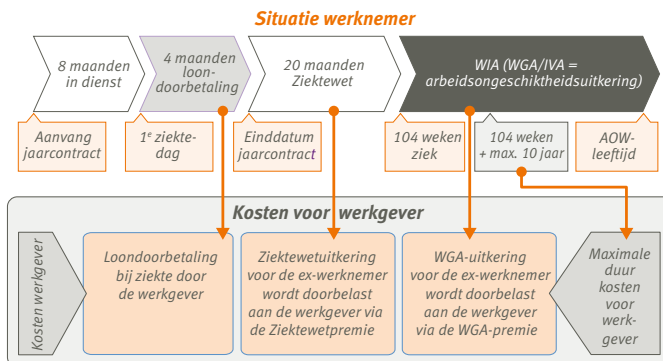 Situatie werknemer
8 maanden
in dienst
4 maanden
loon-
doorbetaling
20 maanden
Ziektewet
WIA (WGA/IVA =
arbeidsongeschiktheidsuitkering)
Aanvang
jaarcontract
1e ziekte-
dag
Einddatum
jaarcontract
104 weken
ziek
104 weken
+ max. 10 jaar
AOW-
leeftijd
Kosten voor werkgever
Kosten werkgever
Loondoorbetaling
bij ziekte door
de werkgever
Ziektewetuitkering
voor de ex-werknemer
wordt doorbelast
aan de werkgever via
de Ziektewetpremie
WGA-uitkering
voor de ex-werknemer
wordt doorbelast
aan de werkgever
via de WGA-premie
Maximale
duur
kosten
voor
werk-
gever